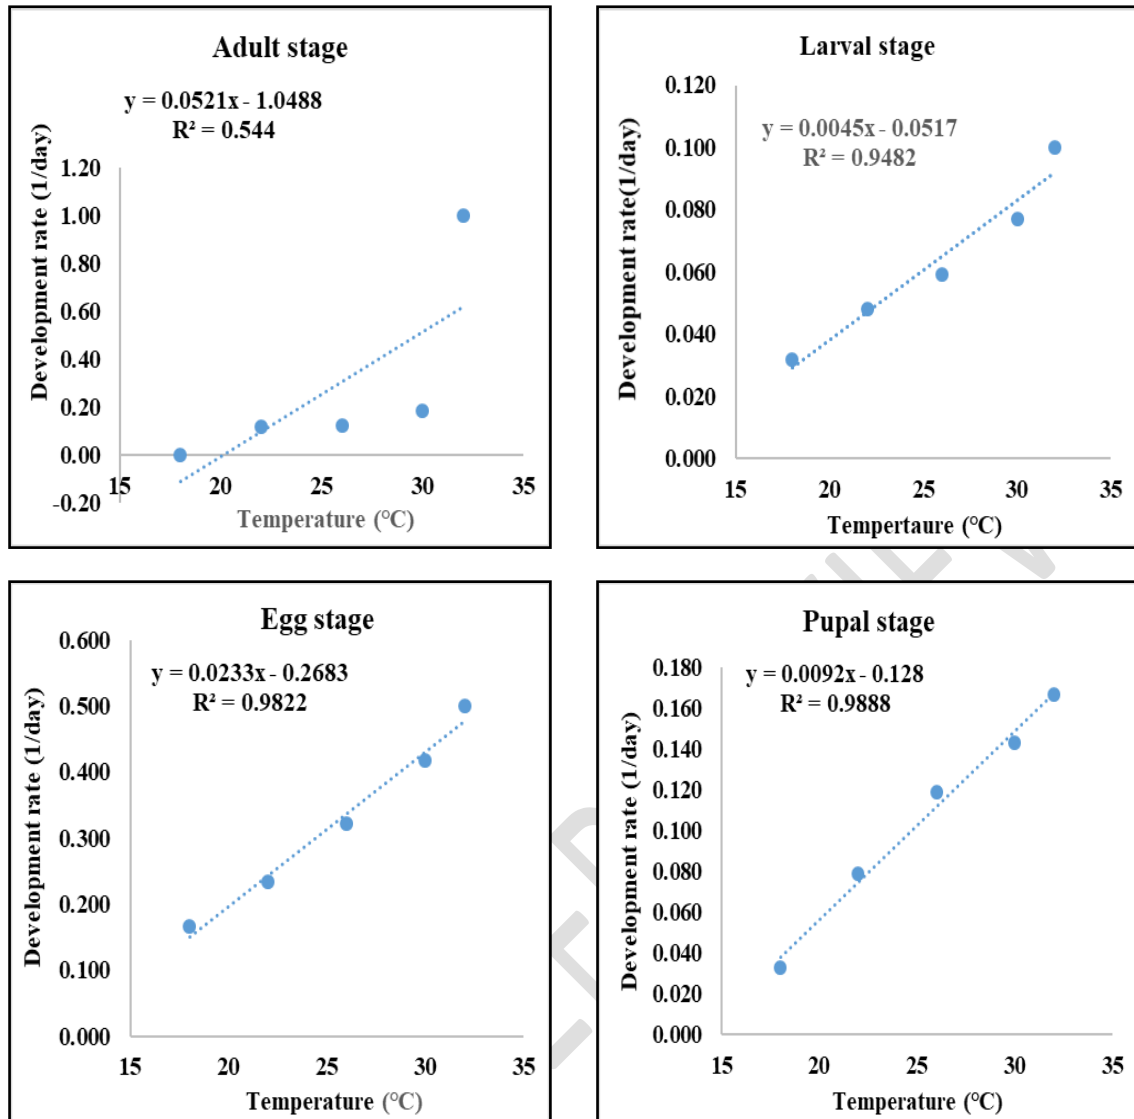 Adult stage
y = 0.0521x - 1.0488
R² = 0.544
Development rate (1/day)
1.20
1.00
0.80
0.60
0.40
0.20
0.00
-0.20
15 20 25 30 35
Temperature (°C)
Larval stage
y = 0.0045x - 0.0517
R² = 0.9482
Development rate(1/day)
0.120
0.100
0.080
0.060
0.040
0.020
0.000
15 20 25 30 35
Tempertaure (°C)
Egg stage
y = 0.0233x - 0.2683
R² = 0.9822
Development rate (1/day)
0.600
0.500
0.400
0.300
0.200
0.100
0.000
15 20 25 30 35
Temperature (°C)
Pupal stage
y = 0.0092x - 0.128
R² = 0.9888
Development rate (1/day)
0.180
0.160
0.140
0.120
0.100
0.080
0.060
0.040
0.020
0.000
15 20 25 30 35
Temperature (°C)